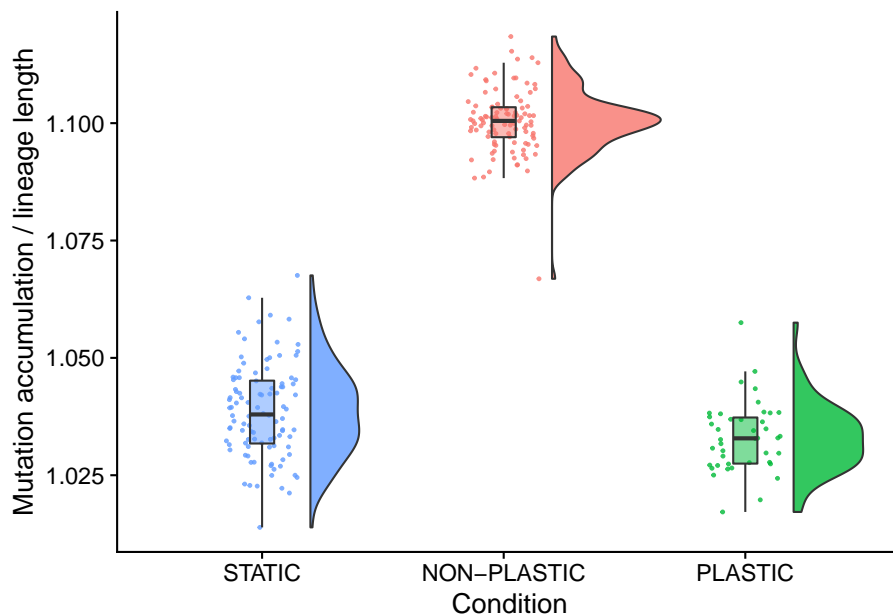 Mutation accumulation / lineage length
1.100
1.075
1.050
1.025
STATIC
NON−PLASTIC
PLASTIC
Condition